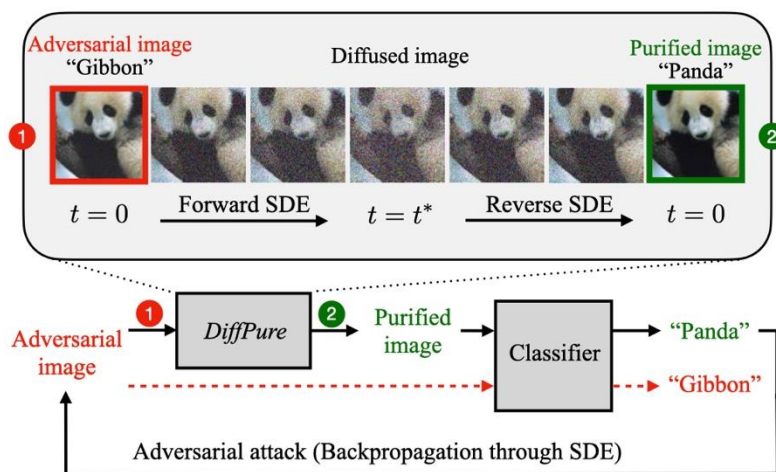 Adversarial image
“Gibbon”
Diffused image
Purified image
“Panda”
1
2
t = 0
Forward SDE
t = t*
Reverse SDE
t = 0
1
2
Adversarial
image
DiffPure
Purified
image
Classifier
“Panda”
“Gibbon”
Adversarial attack (Backpropagation through SDE)